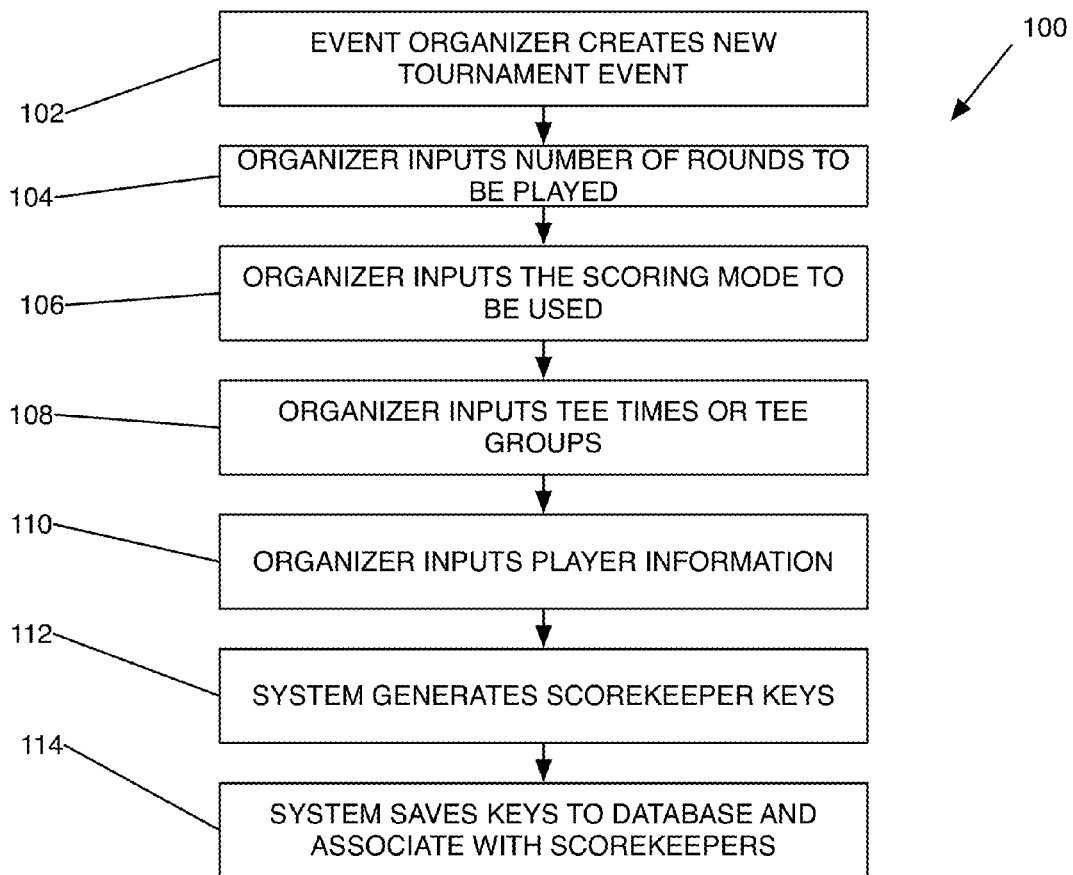 EVENT ORGANIZER CREATES NEW
TOURNAMENT EVENT
100
102
ORGANIZER INPUTS NUMBER OF ROUNDS TO
BE PLAYED
104
ORGANIZER INPUTS THE SCORING MODE TO
BE USED
106
ORGANIZER INPUTS TEE TIMES OR TEE
GROUPS
108
110
ORGANIZER INPUTS PLAYER INFORMATION
112
SYSTEM GENERATES SCOREKEEPER KEYS
114
SYSTEM SAVES KEYS TO DATABASE AND
ASSOCIATE WITH SCOREKEEPERS